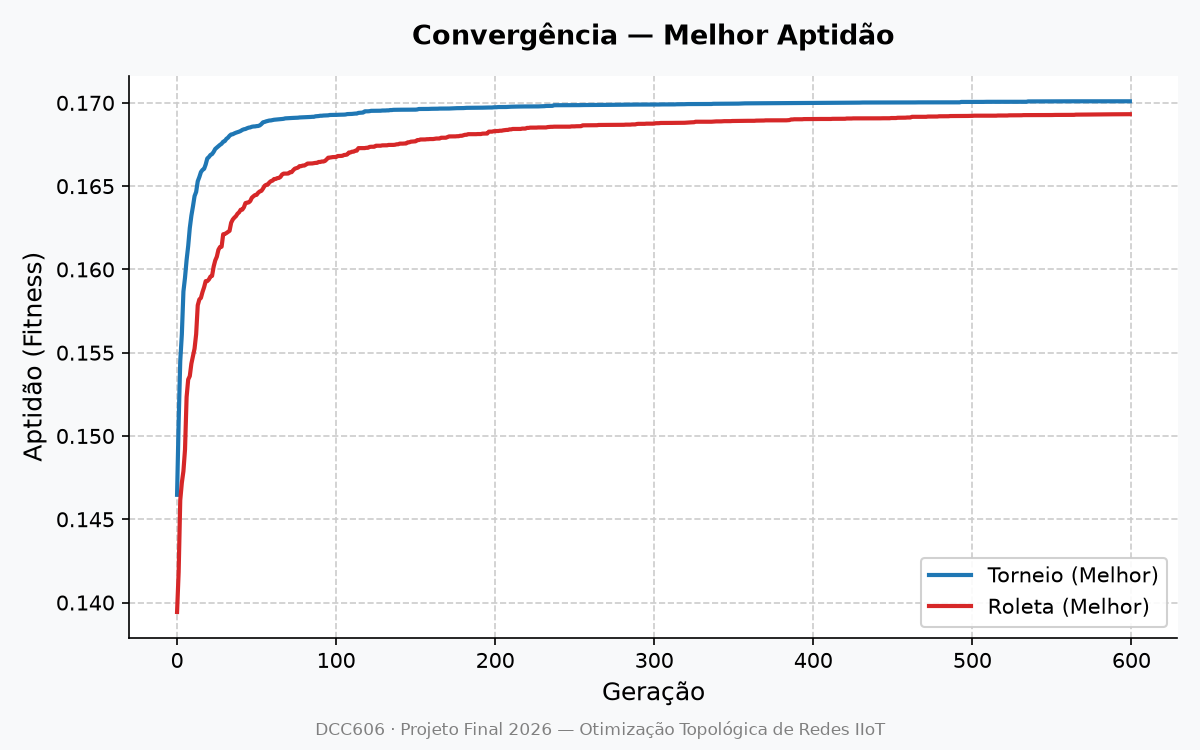 Convergência — Melhor Aptidão
Aptidão (Fitness)
0.170
0.165
0.160
0.155
0.150
0.145
0.140
Torneio (Melhor)
Roleta (Melhor)
0 100 200 300 400 500 600
Geração
DCC606 · Projeto Final 2026 — Otimização Topológica de Redes IIoT